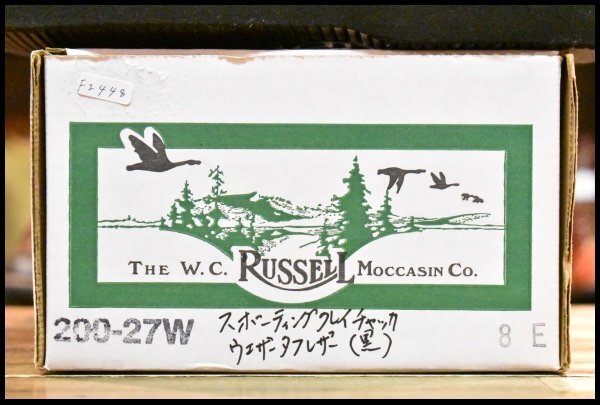 F2448
THE W.C. RUSSELL MOCCASIN CO.
200-27W
スポーティングクレイチャッカ
ウェザータフレザー(黒)
8 E